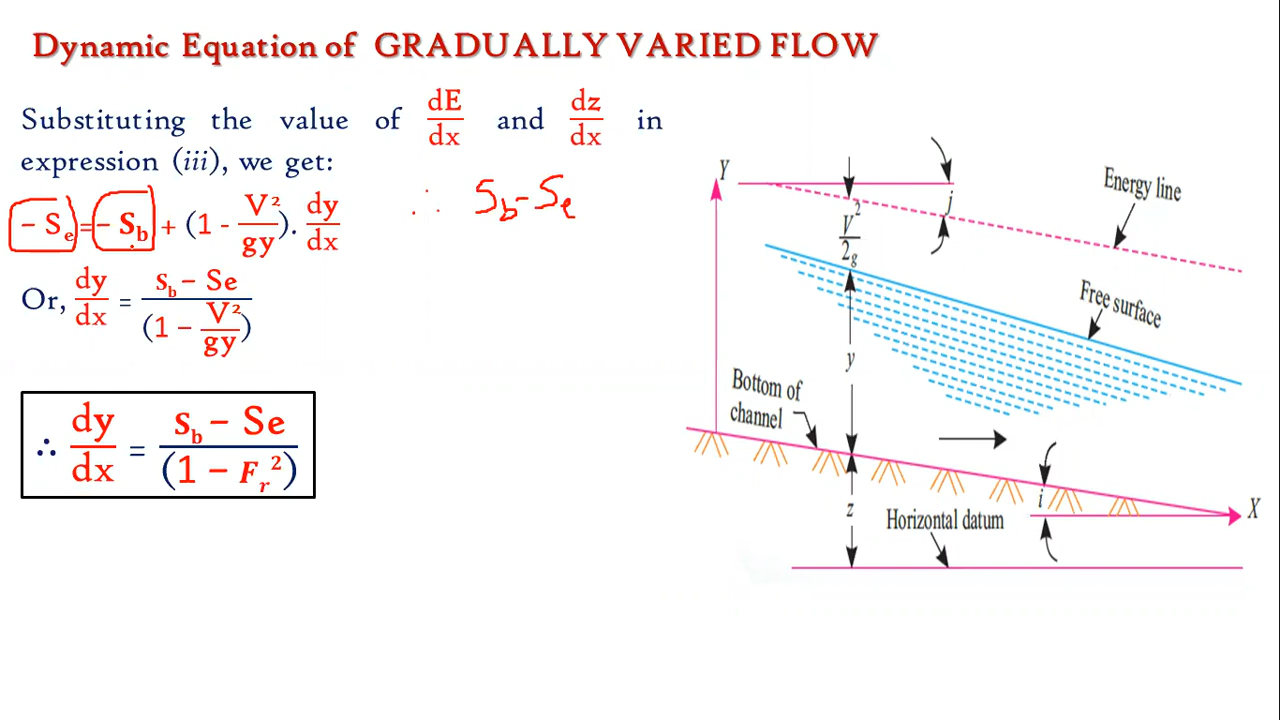 Dynamic Equation of GRADUALLY VARIED FLOW
Substituting the value of dE/dx and dz/dx in
expression (iii), we get:
– Sₑ = – S_b + (1 - V²/gy). dy/dx
∴ S_b – Sₑ
Or, dy/dx = S_b – Se / (1 – V²/gy)
∴ dy/dx = S_b – Se / (1 – F_r²)
Y
j
Energy line
V²/2g
Free surface
y
Bottom of
channel
i
X
z
Horizontal datum